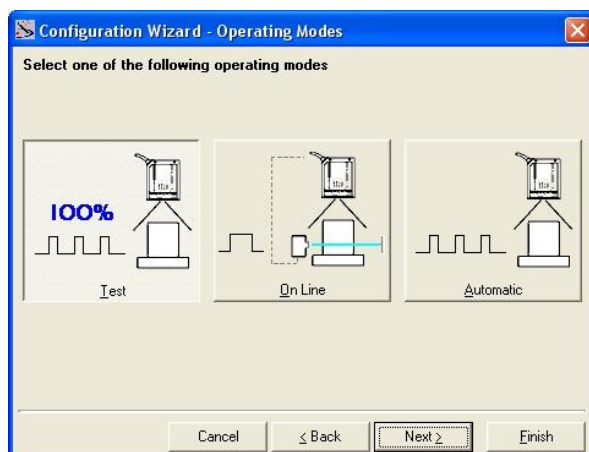 Configuration Wizard - Operating Modes
Select one of the following operating modes
100%
Test
On Line
Automatic
Cancel
< Back
Next >
Finish